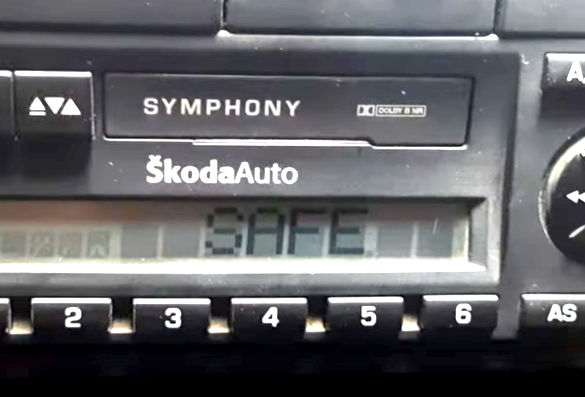 SYMPHONY
DOLBY B NR
ŠkodaAuto
SAFE
2 3 4 5 6 AS